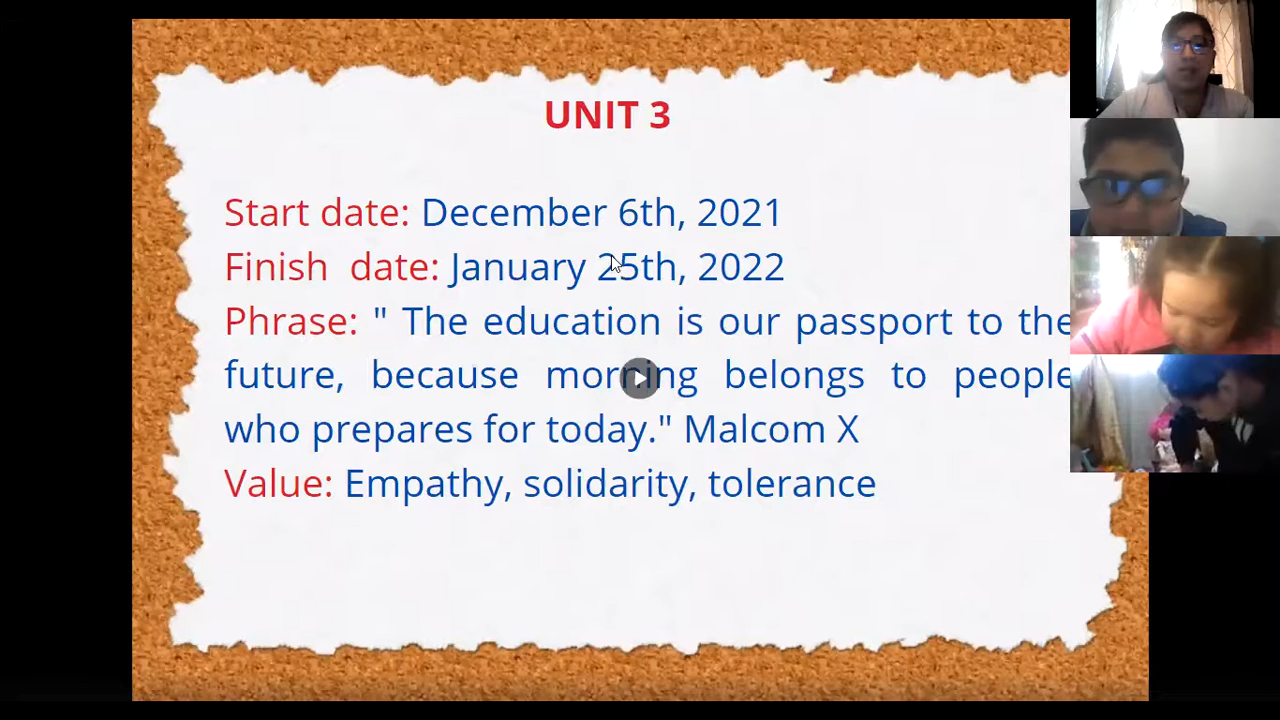 UNIT 3
Start date: December 6th, 2021
Finish date: January 25th, 2022
Phrase: " The education is our passport to the
future, because morning belongs to people
who prepares for today." Malcom X
Value: Empathy, solidarity, tolerance